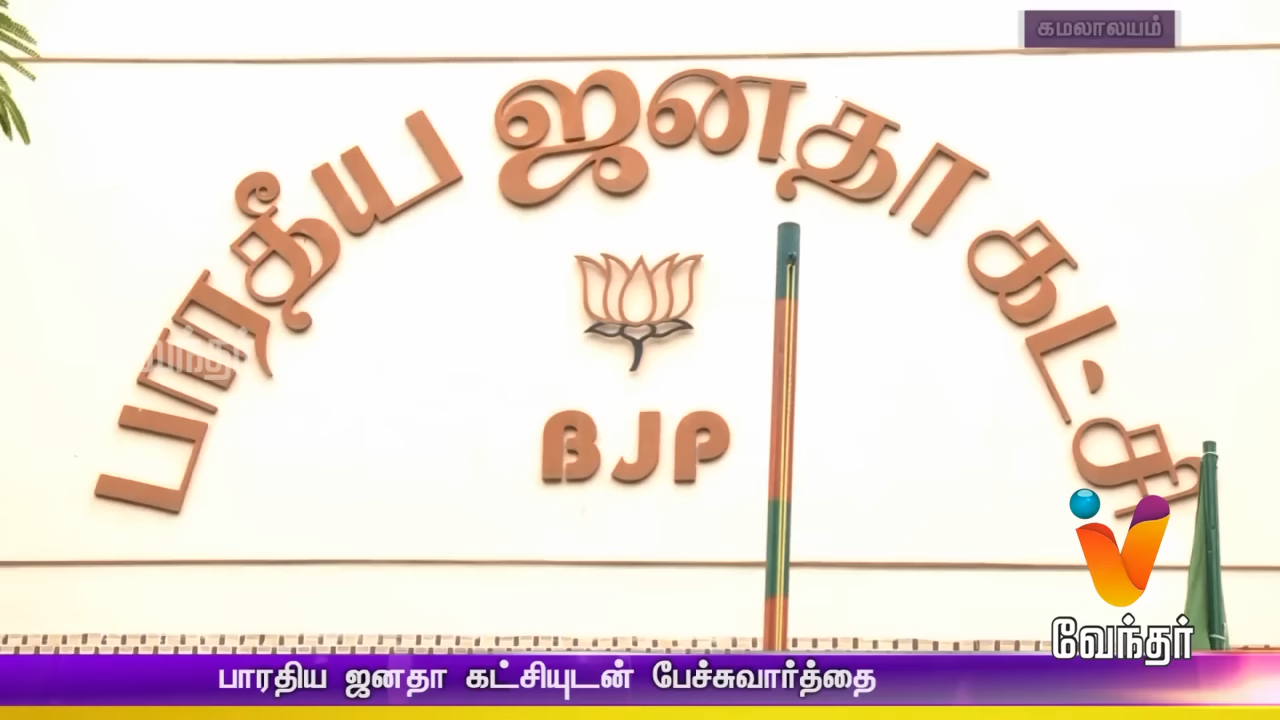 கமலாலயம்
பாரதீய ஜனதா கட்சி
BJP
வேந்தர்
பாரதிய ஜனதா கட்சியுடன் பேச்சுவார்த்தை